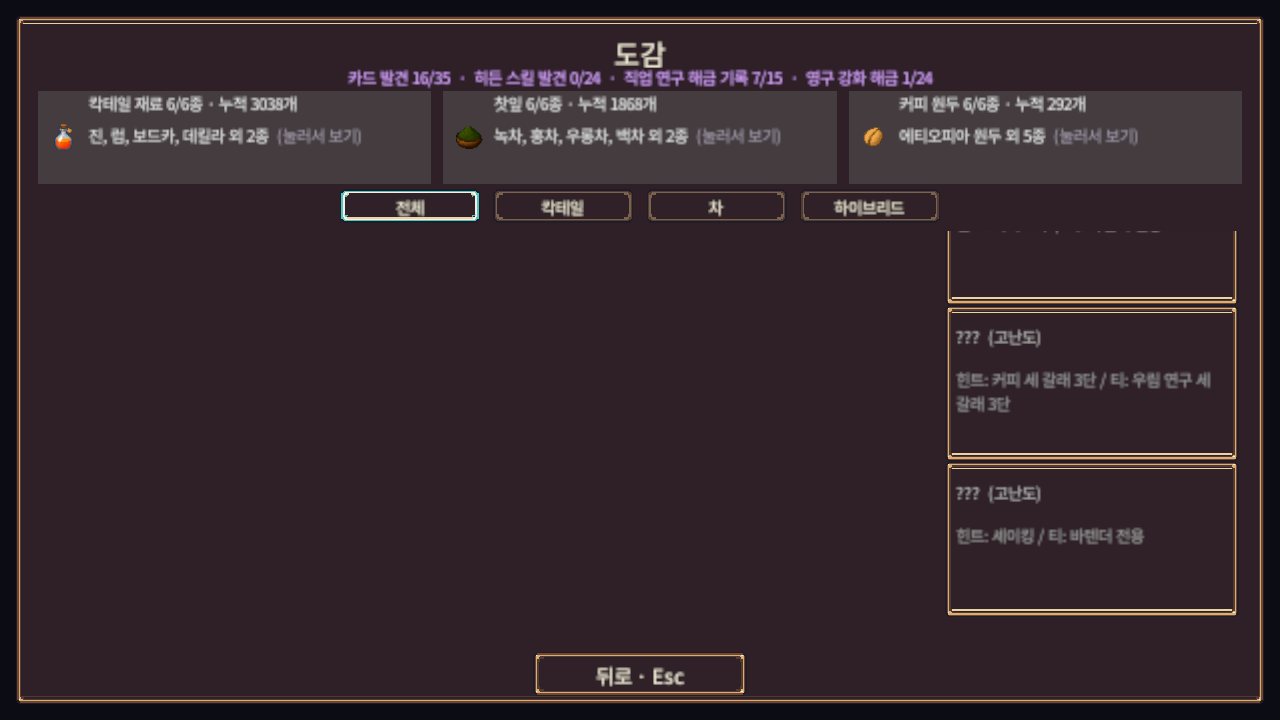 도감
카드 발견 16/35 · 히든 스킬 발견 0/24 · 직업 연구 해금 기록 7/15 · 영구 강화 해금 1/24
칵테일 재료 6/6종 · 누적 3038개
진, 럼, 보드카, 데킬라 외 2종 (눌러서 보기)
찻잎 6/6종 · 누적 1868개
녹차, 홍차, 우롱차, 백차 외 2종 (눌러서 보기)
커피 원두 6/6종 · 누적 292개
에티오피아 원두 외 5종 (눌러서 보기)
전체
칵테일
차
하이브리드
??? (고난도)
힌트: 커피 세 갈래 3단 / 티: 우림 연구 세
갈래 3단
??? (고난도)
힌트: 셰이킹 / 티: 바텐더 전용
뒤로 · Esc